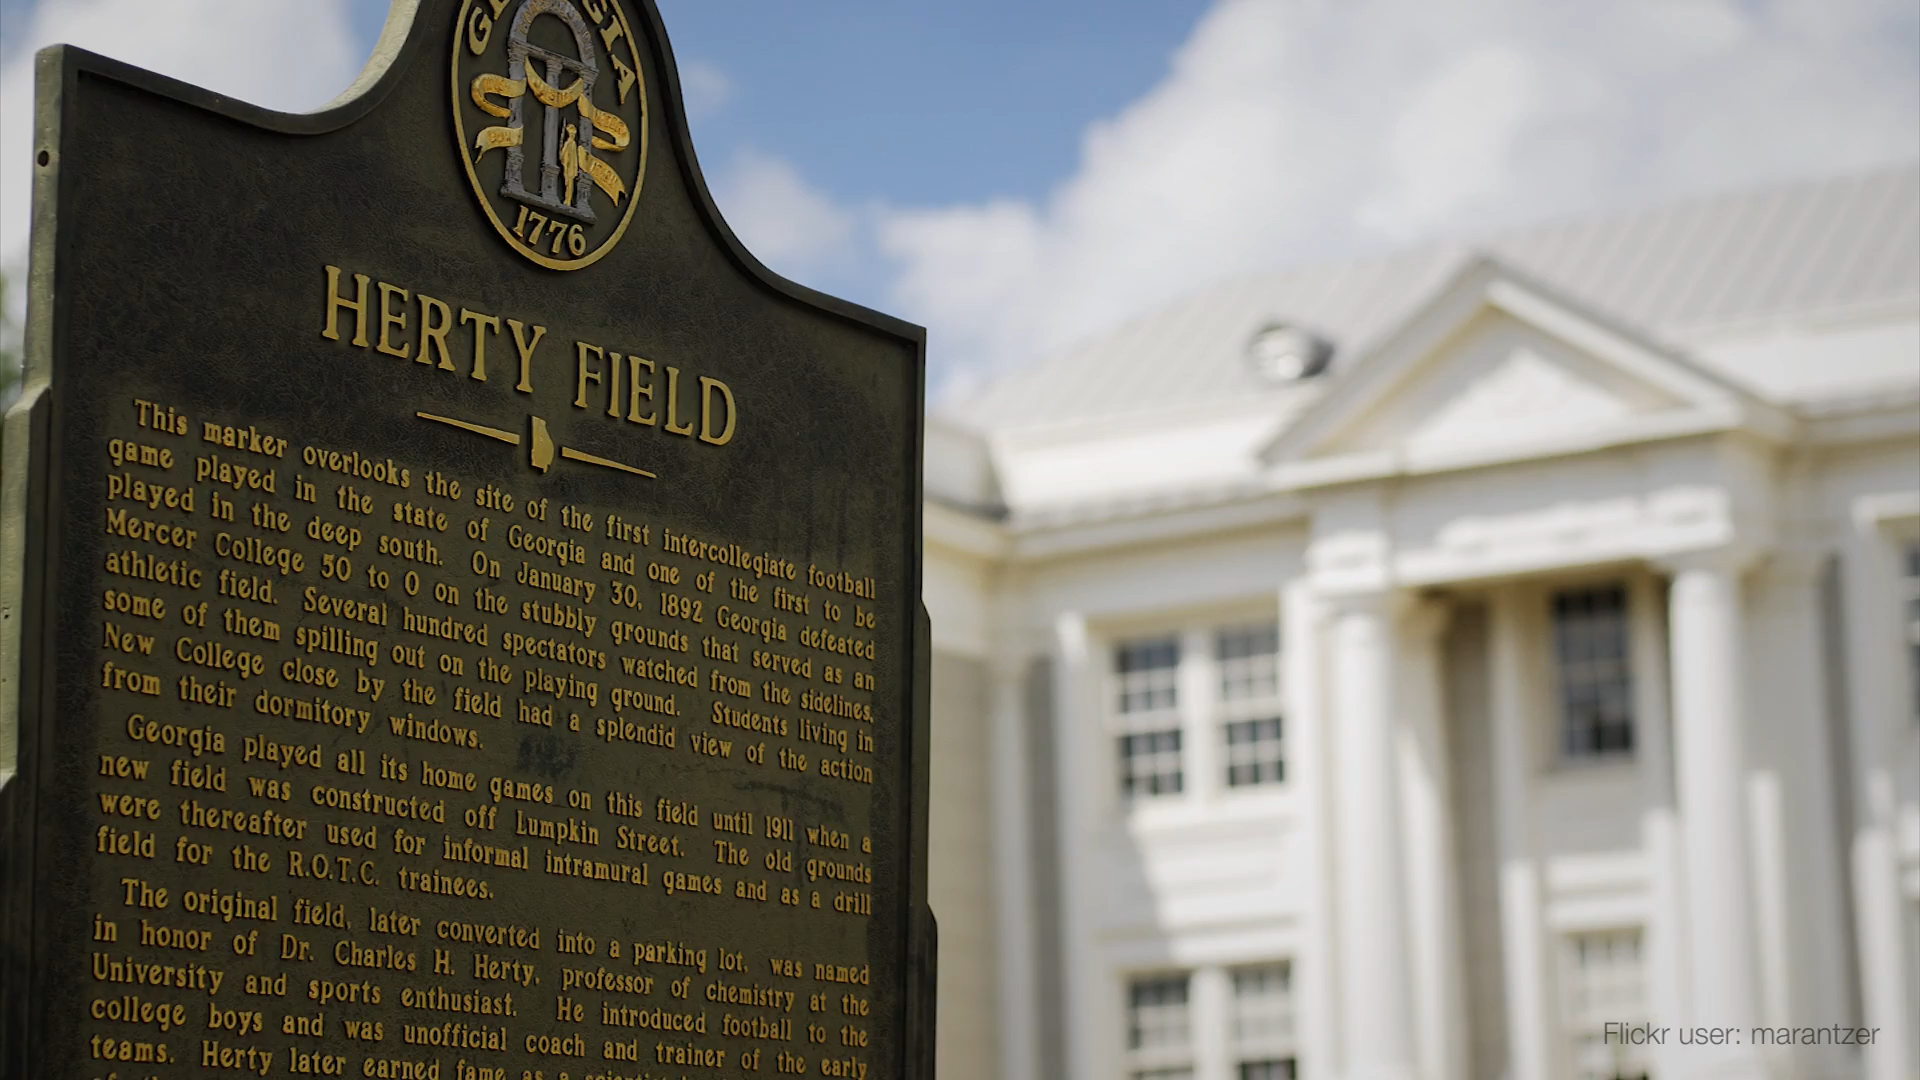 GEORGIA
1776
HERTY FIELD
This marker overlooks the site of the first intercollegiate football
game played in the state of Georgia and one of the first to be
played in the deep south. On January 30, 1892 Georgia defeated
Mercer College 50 to 0 on the stubbly grounds that served as an
athletic field. Several hundred spectators watched from the sidelines,
some of them spilling out on the playing ground. Students living in
New College close by the field had a splendid view of the action
from their dormitory windows.
Georgia played all its home games on this field until 1911 when a
new field was constructed off Lumpkin Street. The old grounds
were thereafter used for informal intramural games and as a drill
field for the R.O.T.C. trainees.
The original field, later converted into a parking lot, was named
in honor of Dr. Charles H. Herty, professor of chemistry at the
University and sports enthusiast. He introduced football to the
college boys and was unofficial coach and trainer of the early
teams. Herty later earned fame as a scientist
Flickr user: marantzer